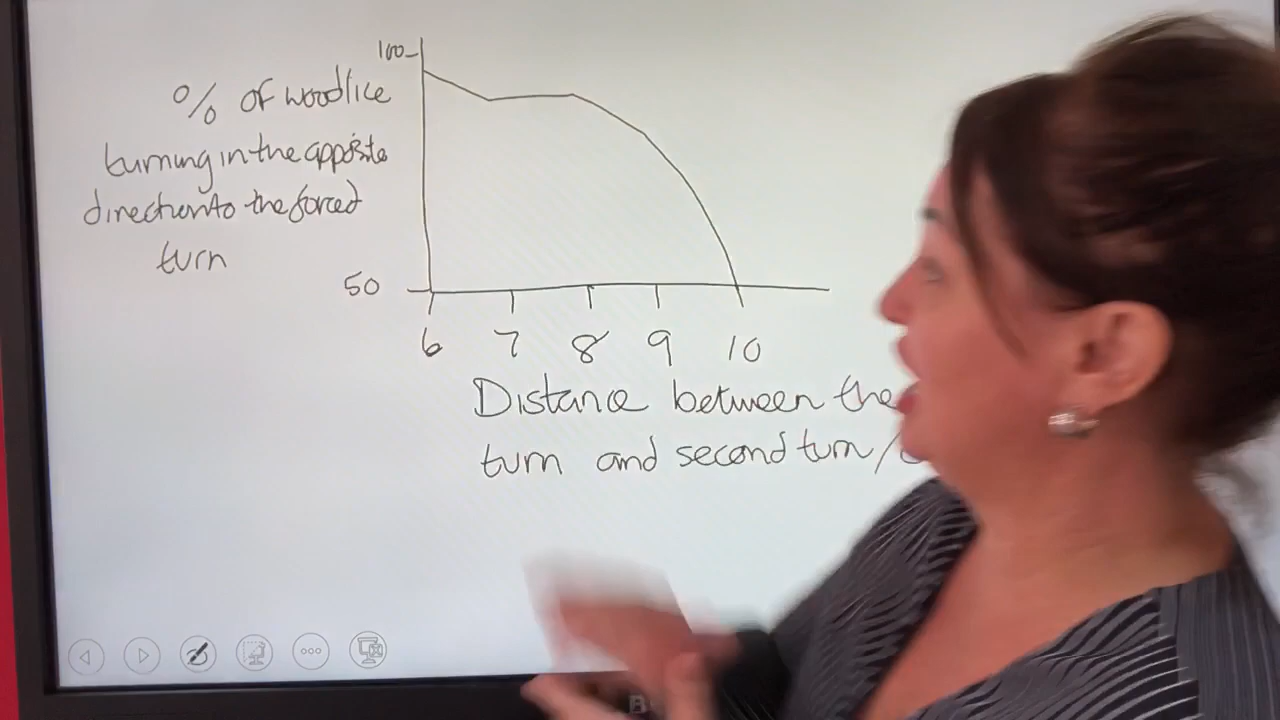 100
% of woodlice
turning in the opposite
direction to the forced
turn
50
6 7 8 9 10
Distance between the
turn and second turn /